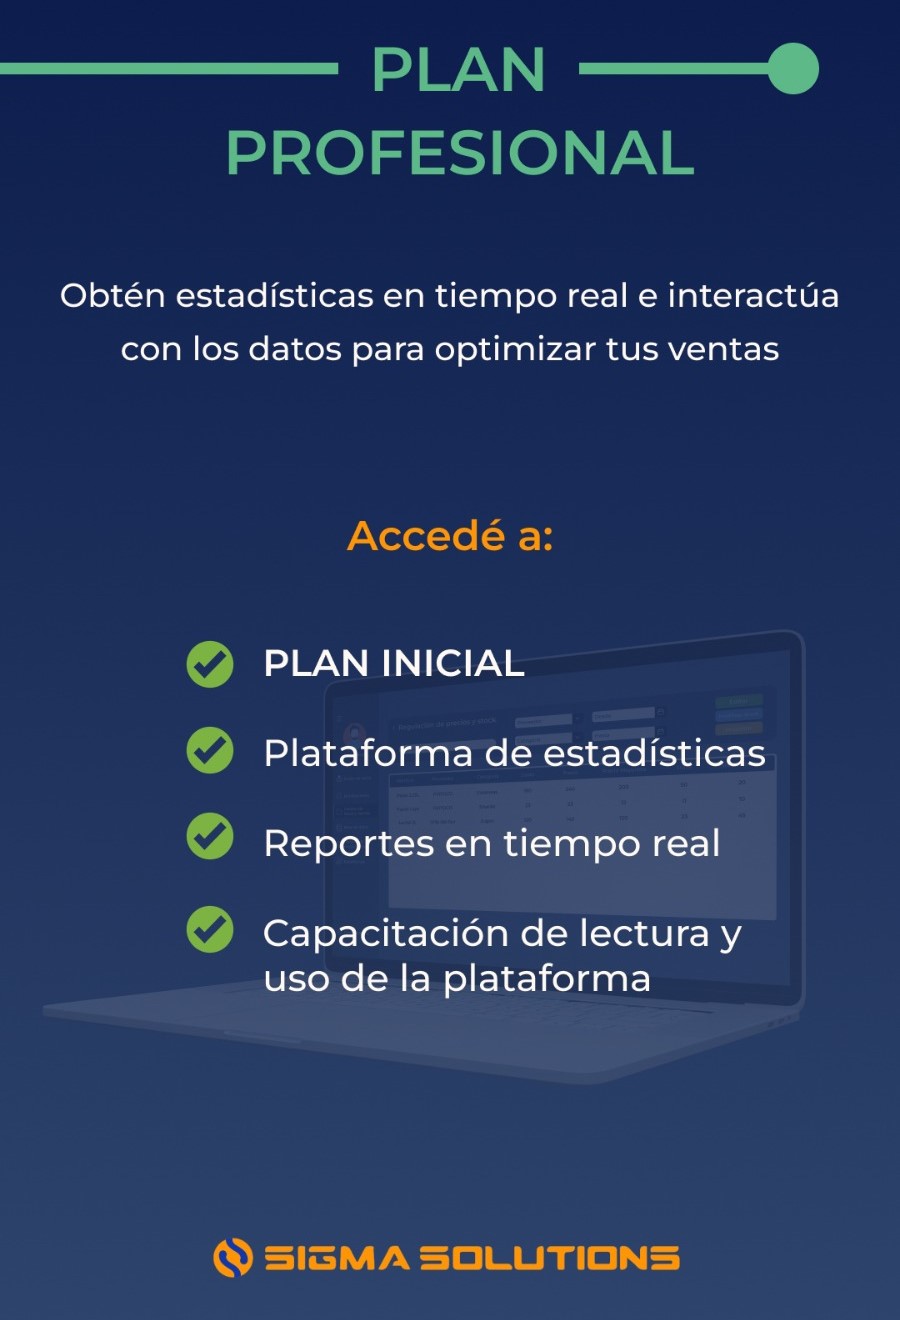 PLAN
PROFESIONAL
Obtén estadísticas en tiempo real e interactúa
con los datos para optimizar tus ventas
Accedé a:
PLAN INICIAL
Plataforma de estadísticas
Reportes en tiempo real
Capacitación de lectura y
uso de la plataforma
SIGMA SOLUTIONS